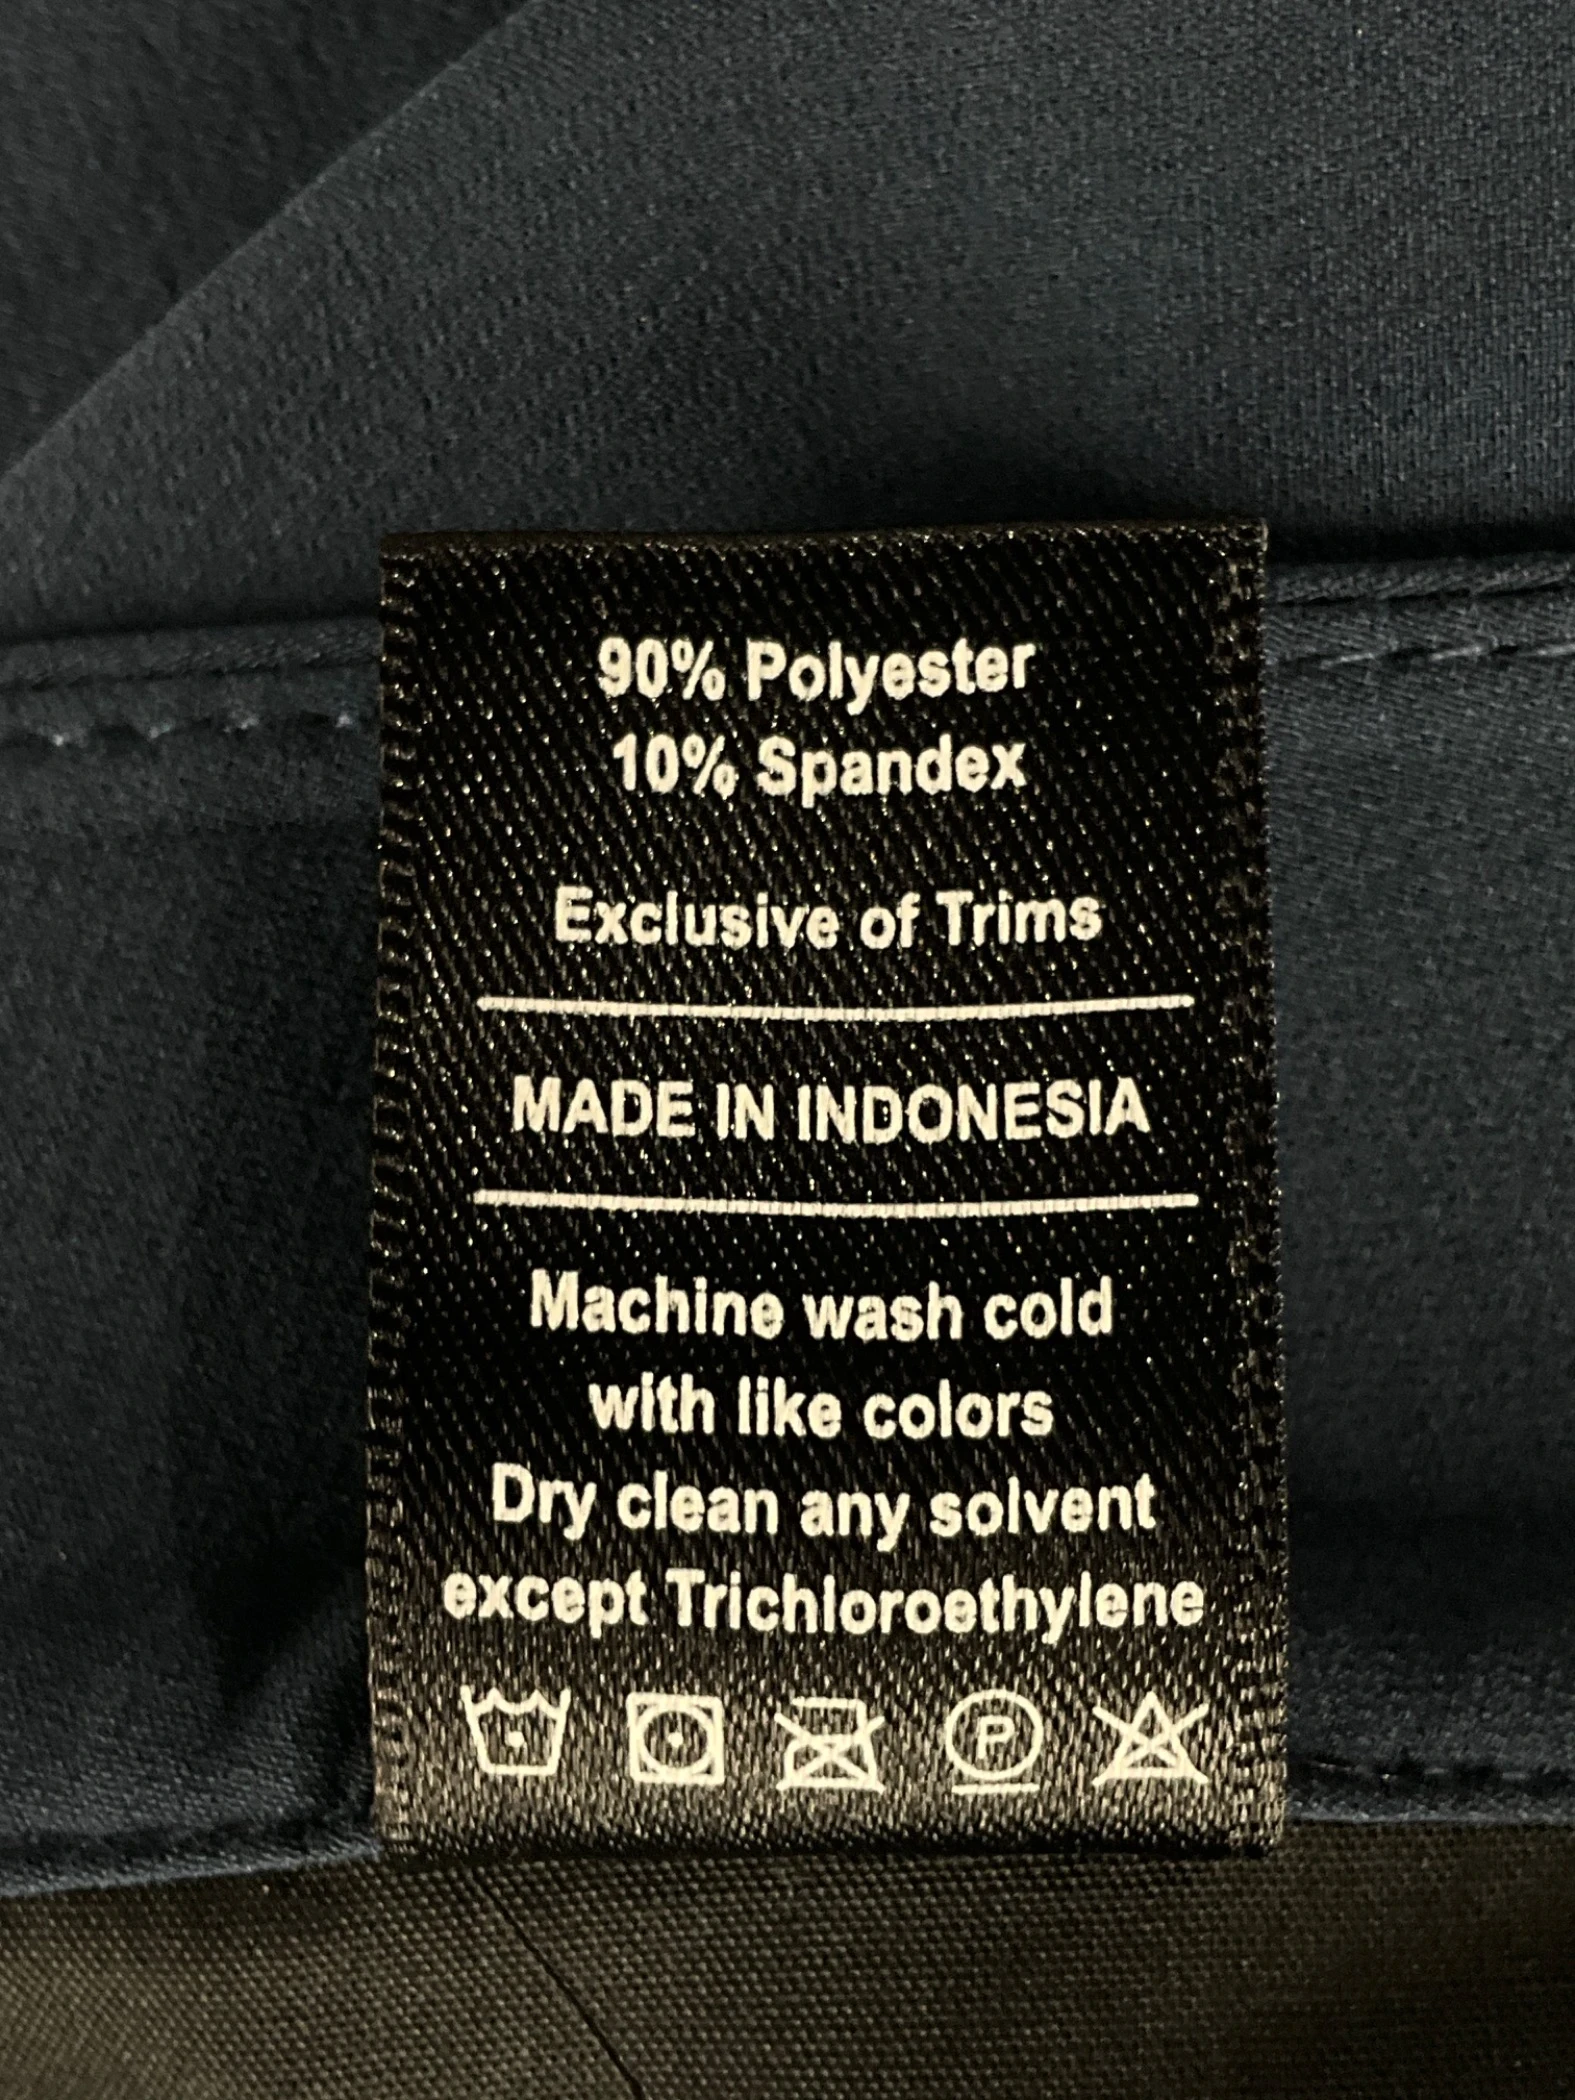 90% Polyester
10% Spandex
Exclusive of Trims
MADE IN INDONESIA
Machine wash cold
with like colors
Dry clean any solvent
except Trichloroethylene
P